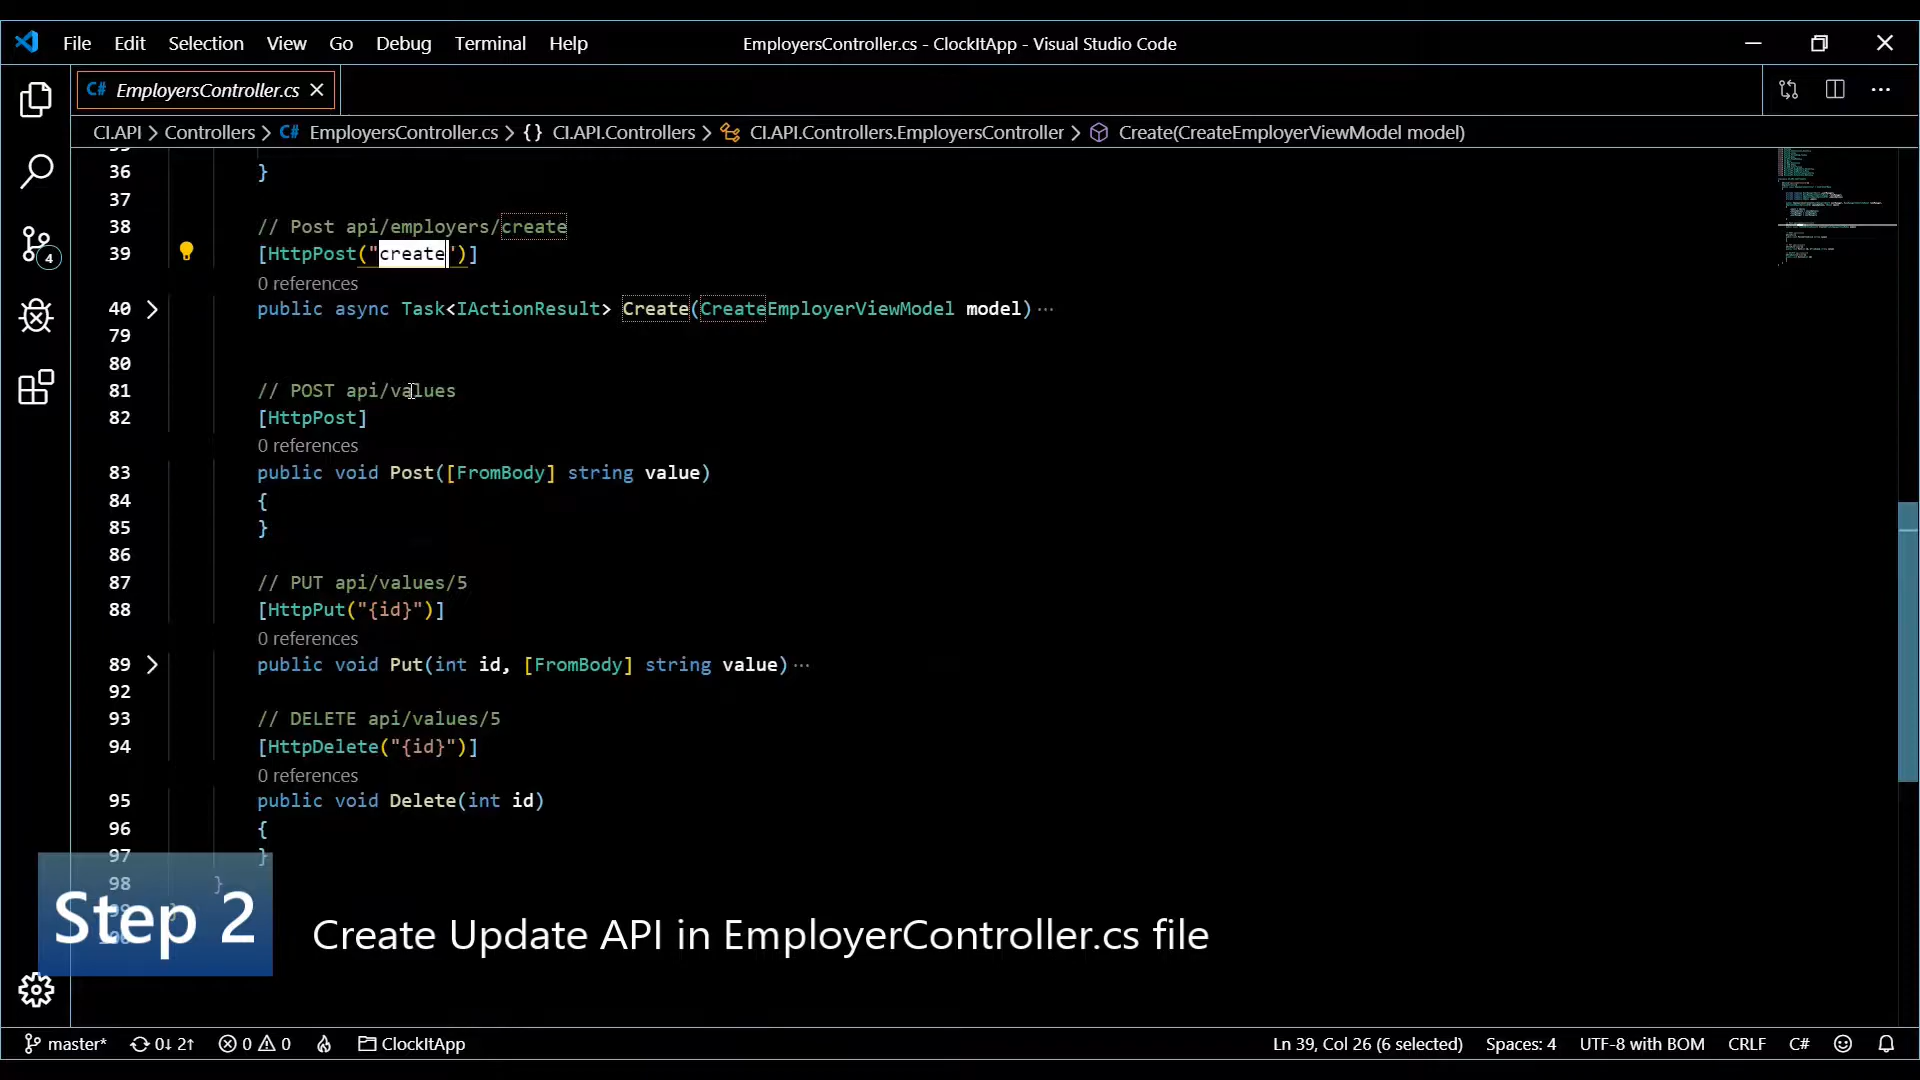 File Edit Selection View Go Debug Terminal Help
EmployersController.cs - ClockItApp - Visual Studio Code
C# EmployersController.cs
CI.API > Controllers > C# EmployersController.cs > {} CI.API.Controllers > CI.API.Controllers.EmployersController > Create(CreateEmployerViewModel model)
36 }
37
38 // Post api/employers/create
39 [HttpPost("create")]
0 references
40 public async Task<IActionResult> Create(CreateEmployerViewModel model)···
79
80
81 // POST api/values
82 [HttpPost]
0 references
83 public void Post([FromBody] string value)
84 {
85 }
86
87 // PUT api/values/5
88 [HttpPut("{id}")]
0 references
89 public void Put(int id, [FromBody] string value)···
92
93 // DELETE api/values/5
94 [HttpDelete("{id}")]
0 references
95 public void Delete(int id)
96 {
97 }
98 }
Step 2
Create Update API in EmployerController.cs file
4
master* 0↓ 2↑ 0 0 ClockItApp
Ln 39, Col 26 (6 selected) Spaces: 4 UTF-8 with BOM CRLF C#